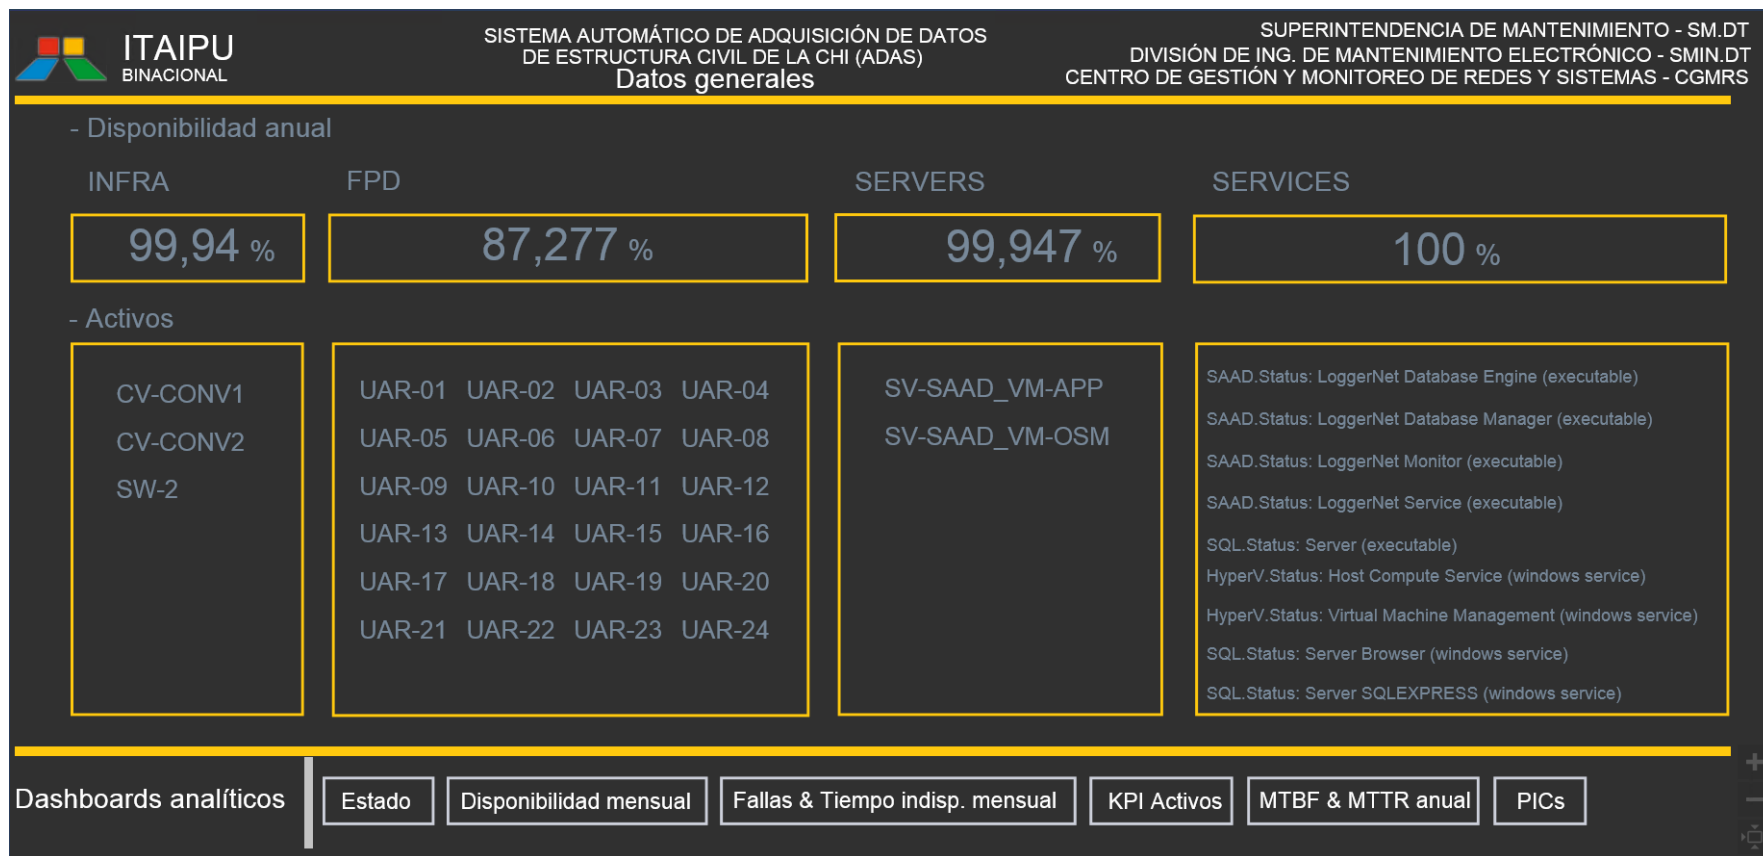 ITAIPU
BINACIONAL
SISTEMA AUTOMÁTICO DE ADQUISICIÓN DE DATOS
DE ESTRUCTURA CIVIL DE LA CHI (ADAS)
Datos generales
SUPERINTENDENCIA DE MANTENIMIENTO - SM.DT
DIVISIÓN DE ING. DE MANTENIMIENTO ELECTRÓNICO - SMIN.DT
CENTRO DE GESTIÓN Y MONITOREO DE REDES Y SISTEMAS - CGMRS
- Disponibilidad anual
INFRA
FPD
SERVERS
SERVICES
99,94 %
87,277 %
99,947 %
100 %
- Activos
CV-CONV1
CV-CONV2
SW-2
UAR-01 UAR-02 UAR-03 UAR-04
UAR-05 UAR-06 UAR-07 UAR-08
UAR-09 UAR-10 UAR-11 UAR-12
UAR-13 UAR-14 UAR-15 UAR-16
UAR-17 UAR-18 UAR-19 UAR-20
UAR-21 UAR-22 UAR-23 UAR-24
SV-SAAD_VM-APP
SV-SAAD_VM-OSM
SAAD.Status: LoggerNet Database Engine (executable)
SAAD.Status: LoggerNet Database Manager (executable)
SAAD.Status: LoggerNet Monitor (executable)
SAAD.Status: LoggerNet Service (executable)
SQL.Status: Server (executable)
HyperV.Status: Host Compute Service (windows service)
HyperV.Status: Virtual Machine Management (windows service)
SQL.Status: Server Browser (windows service)
SQL.Status: Server SQLEXPRESS (windows service)
Dashboards analíticos
Estado
Disponibilidad mensual
Fallas & Tiempo indisp. mensual
KPI Activos
MTBF & MTTR anual
PICs